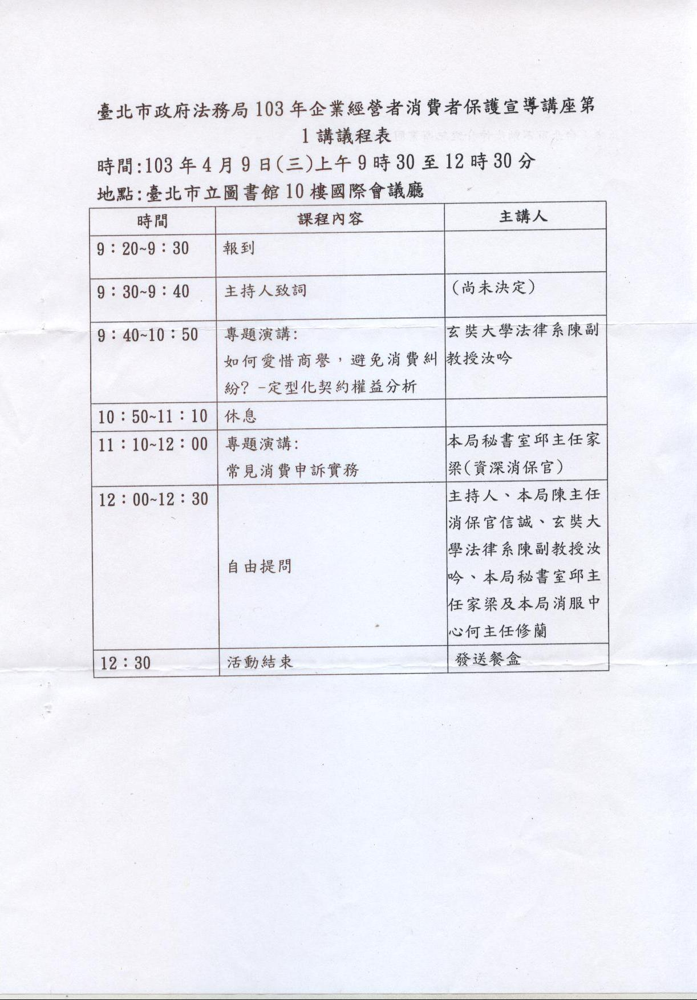 臺北市政府法務局103年企業經營者消費者保護宣導講座第
1講議程表
時間:103年4月9日(三)上午9時30至12時30分
地點:臺北市立圖書館10樓國際會議廳
時間 課程內容 主講人
9：20~9：30 報到
9：30~9：40 主持人致詞 (尚未決定)
9：40~10：50 專題演講: 玄奘大學法律系陳副
如何愛惜商譽，避免消費糾 教授汝吟
紛? -定型化契約權益分析
10：50~11：10 休息
11：10~12：00 專題演講: 本局秘書室邱主任家
常見消費申訴實務 梁(資深消保官)
12：00~12：30 主持人、本局陳主任
消保官信誠、玄奘大
學法律系陳副教授汝
自由提問 吟、本局秘書室邱主
任家梁及本局消服中
心何主任修蘭
12：30 活動結束 發送餐盒